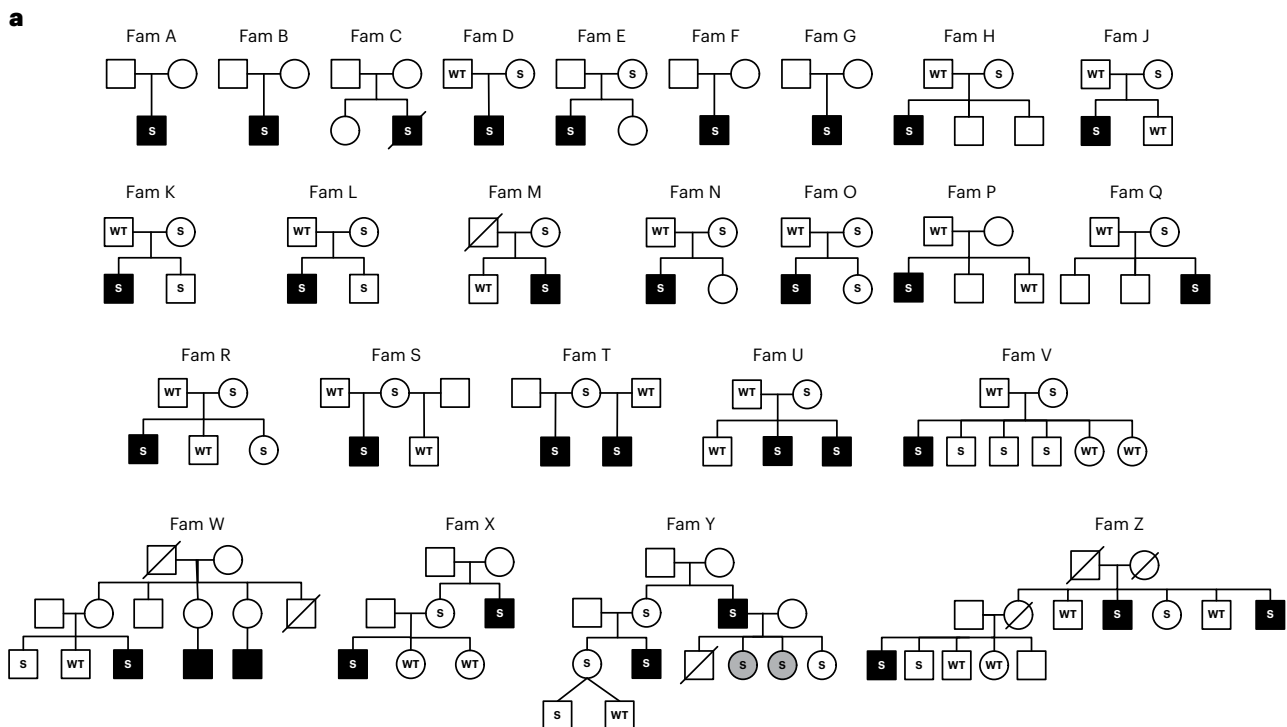 a
Fam A Fam B Fam C Fam D Fam E Fam F Fam G Fam H Fam J
WT S S WT S WT S
S S S S S S S S S WT
Fam K Fam L Fam M Fam N Fam O Fam P Fam Q
WT S WT S S WT S WT S WT WT S
S S S S WT S S S S S WT S
Fam R Fam S Fam T Fam U Fam V
WT S WT S S WT WT S WT S
S WT S S WT S S WT S S S S S S WT WT
Fam W Fam X Fam Y Fam Z
S S S WT S S WT S
S WT S S WT WT S S S S S S S WT WT
S WT